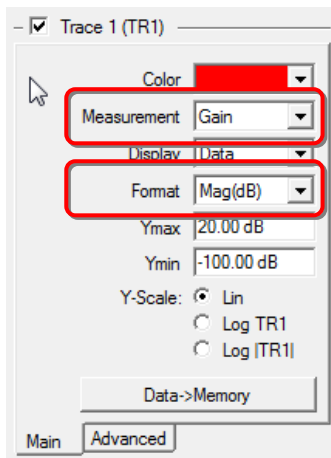 Trace 1 (TR1)
Color
Measurement Gain
Display Data
Format Mag(dB)
Ymax 20.00 dB
Ymin -100.00 dB
Y-Scale: Lin
Log TR1
Log |TR1|
Data->Memory
Main Advanced